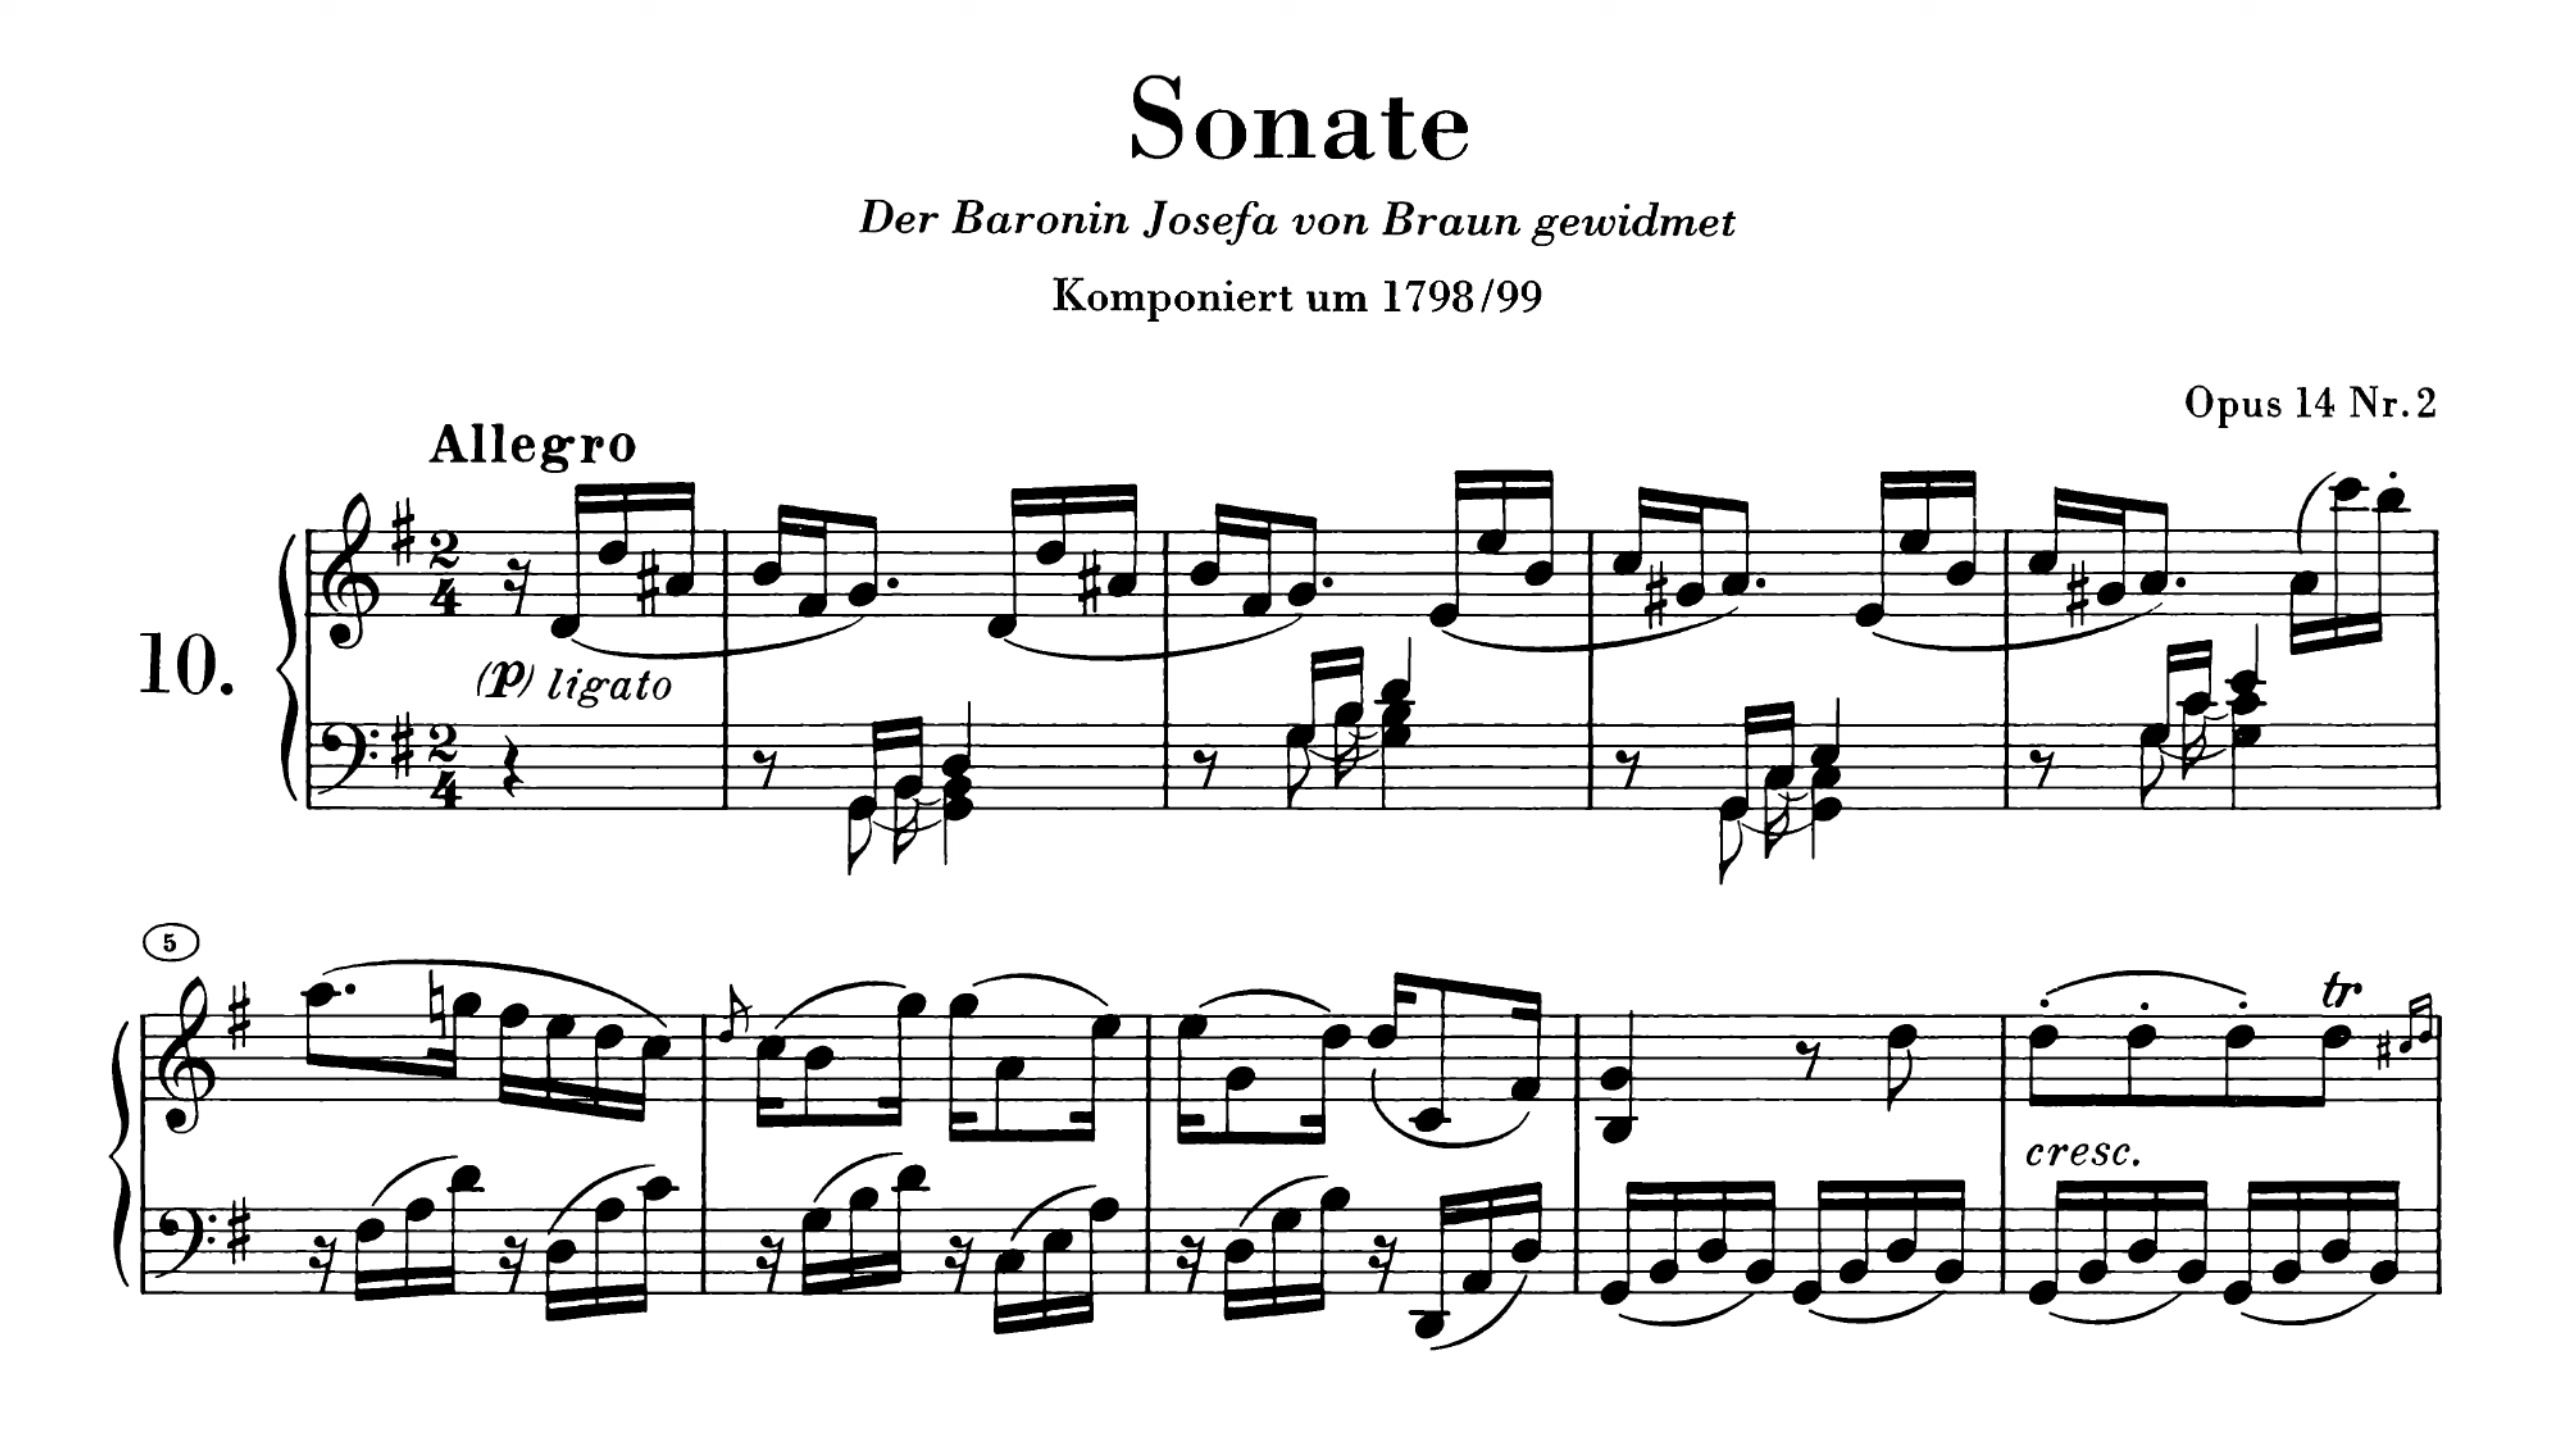 Sonate
Der Baronin Josefa von Braun gewidmet
Komponiert um 1798/99
Opus 14 Nr. 2
Allegro
10.
(p) ligato
5
tr
cresc.